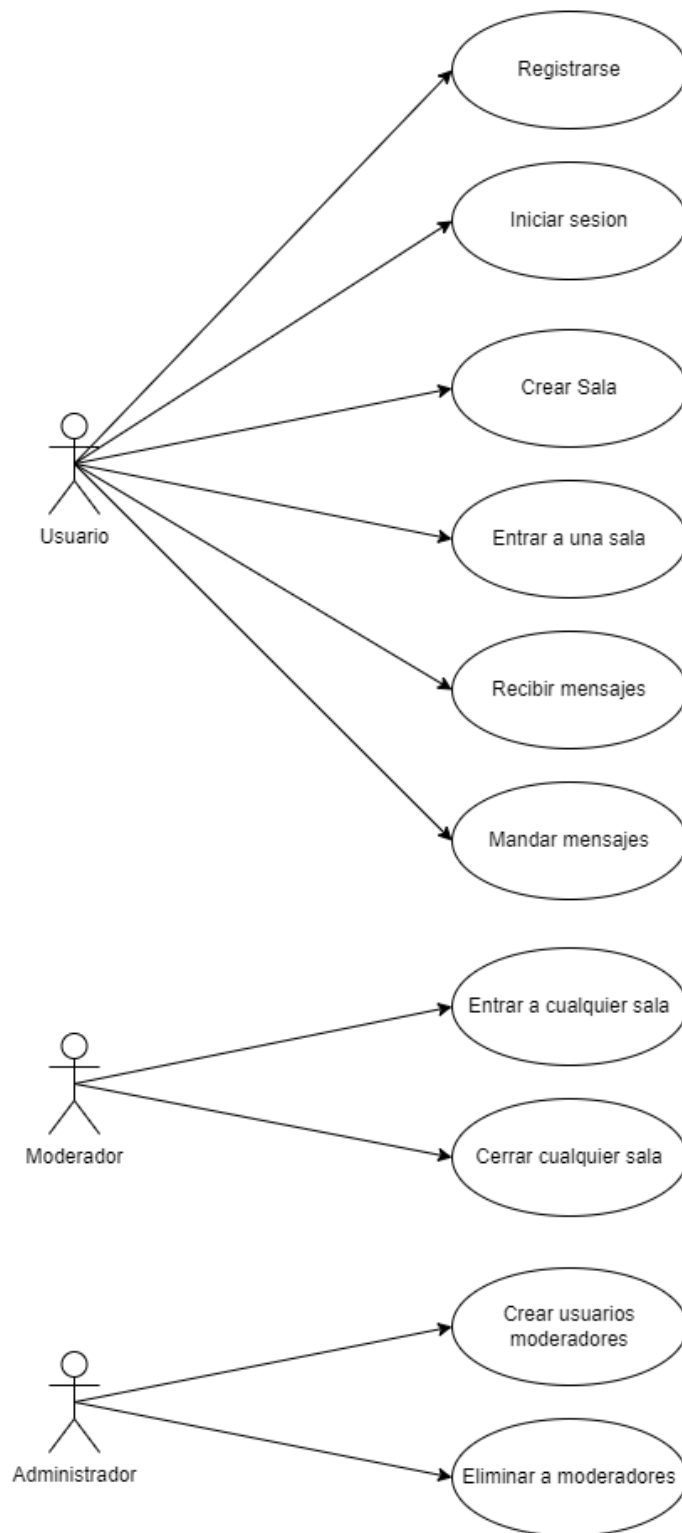 Registrarse
Iniciar sesion
Crear Sala
Usuario
Entrar a una sala
Recibir mensajes
Mandar mensajes
Entrar a cualquier sala
Moderador
Cerrar cualquier sala
Crear usuarios
moderadores
Administrador
Eliminar a moderadores